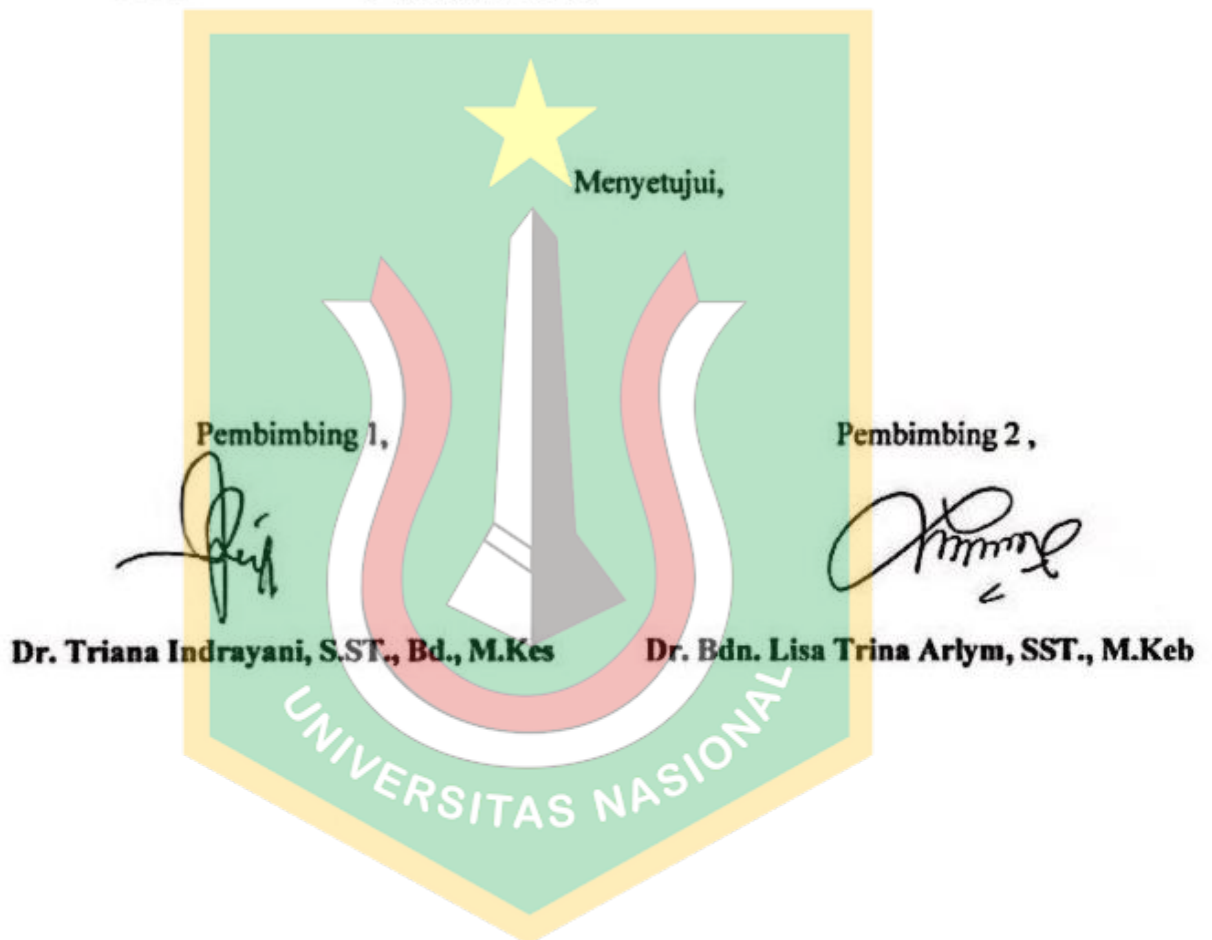 Menyetujui,
Pembimbing 1,
Pembimbing 2 ,
Dr. Triana Indrayani, S.ST., Bd., M.Kes
Dr. Bdn. Lisa Trina Arlym, SST., M.Keb
UNIVERSITAS NASIONAL